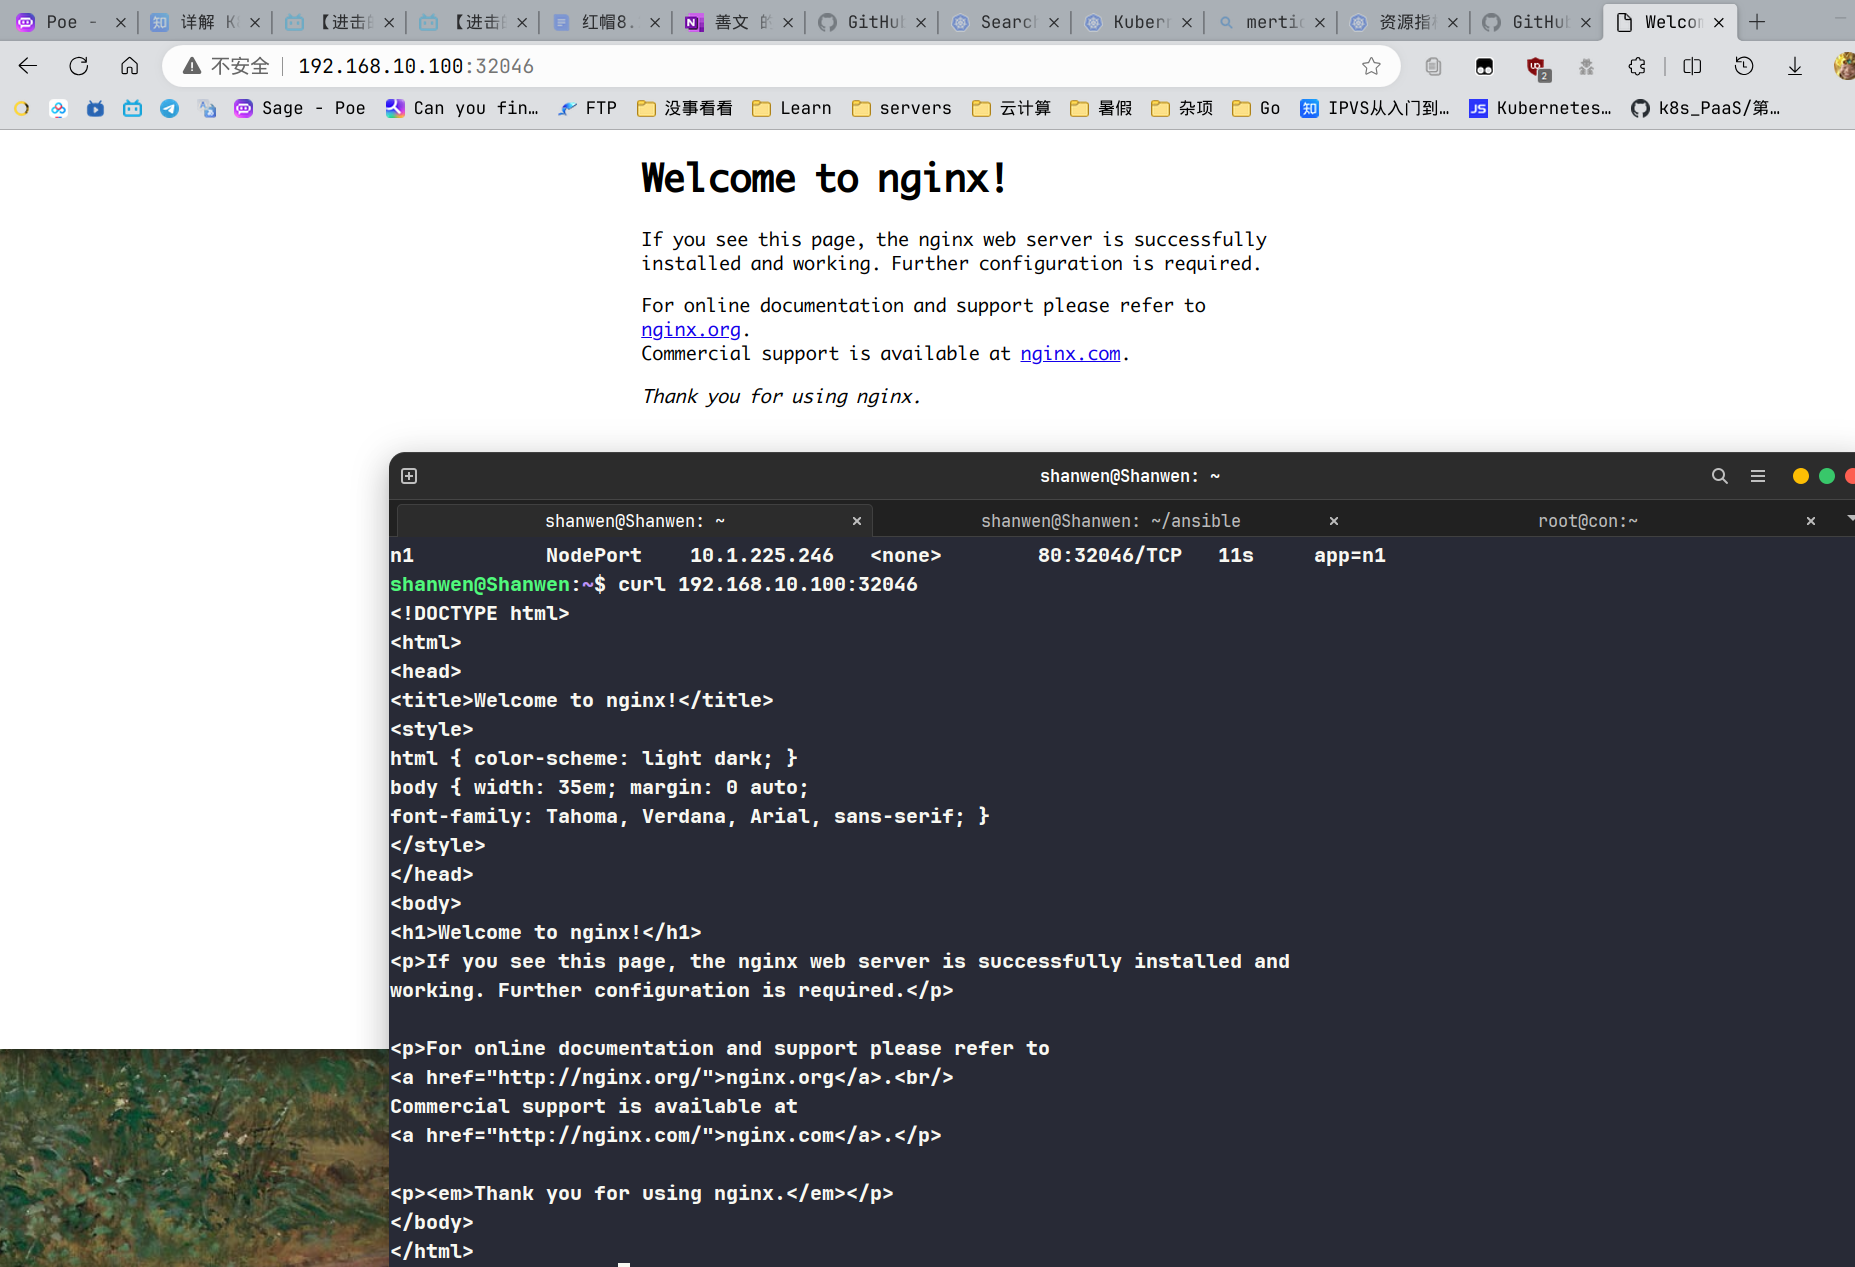 Poe -
详解 K
【进击
【进击
红帽8.
善文 的
GitHub
Search
Kubern
mertic
资源指
GitHub
Welcom
不安全 192.168.10.100:32046
2
Sage - Poe
Can you fin…
FTP
没事看看
Learn
servers
云计算
暑假
杂项
Go
知 IPVS从入门到…
JS Kubernetes…
k8s_PaaS/第…
Welcome to nginx!
If you see this page, the nginx web server is successfully
installed and working. Further configuration is required.
For online documentation and support please refer to
nginx.org.
Commercial support is available at nginx.com.
Thank you for using nginx.
shanwen@Shanwen: ~
shanwen@Shanwen: ~
shanwen@Shanwen: ~/ansible
root@con:~
n1 NodePort 10.1.225.246 <none> 80:32046/TCP 11s app=n1
shanwen@Shanwen:~$ curl 192.168.10.100:32046
<!DOCTYPE html>
<html>
<head>
<title>Welcome to nginx!</title>
<style>
html { color-scheme: light dark; }
body { width: 35em; margin: 0 auto;
font-family: Tahoma, Verdana, Arial, sans-serif; }
</style>
</head>
<body>
<h1>Welcome to nginx!</h1>
<p>If you see this page, the nginx web server is successfully installed and
working. Further configuration is required.</p>
<p>For online documentation and support please refer to
<a href="http://nginx.org/">nginx.org</a>.<br/>
Commercial support is available at
<a href="http://nginx.com/">nginx.com</a>.</p>
<p><em>Thank you for using nginx.</em></p>
</body>
</html>